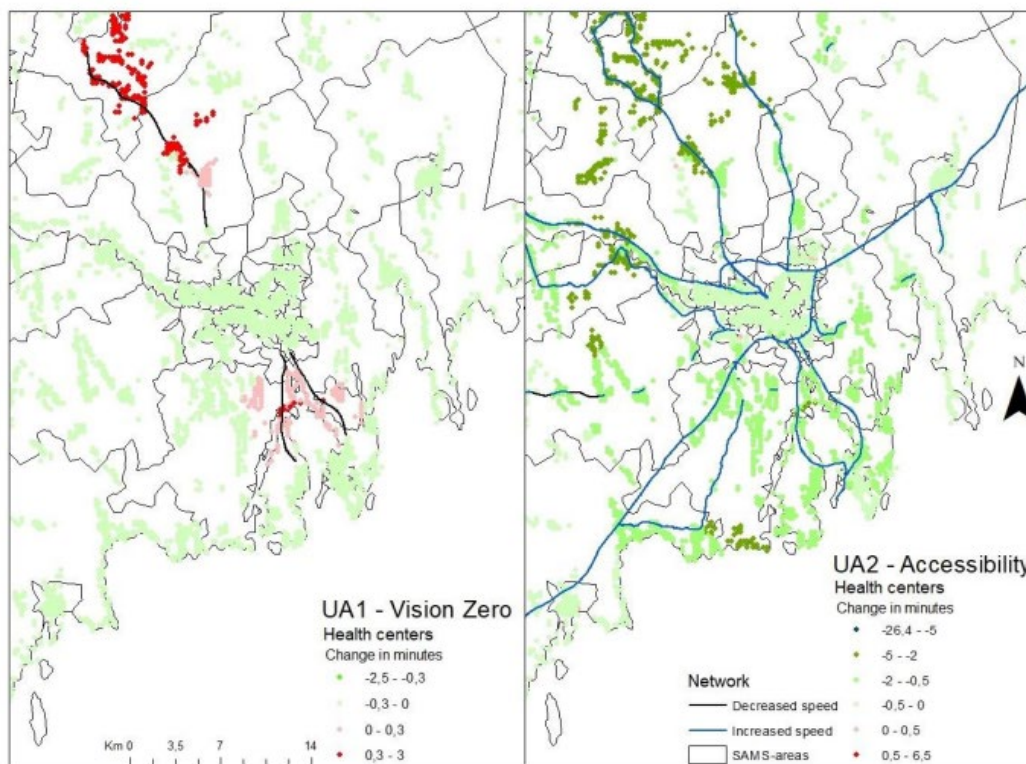 UA1 - Vision Zero
Health centers
Change in minutes
-2,5 - -0,3
-0,3 - 0
0 - 0,3
0,3 - 3
Km 0 3,5 7 14
N
UA2 - Accessibility
Health centers
Change in minutes
-26,4 - -5
-5 - -2
-2 - -0,5
-0,5 - 0
0 - 0,5
0,5 - 6,5
Network
Decreased speed
Increased speed
SAMS-areas